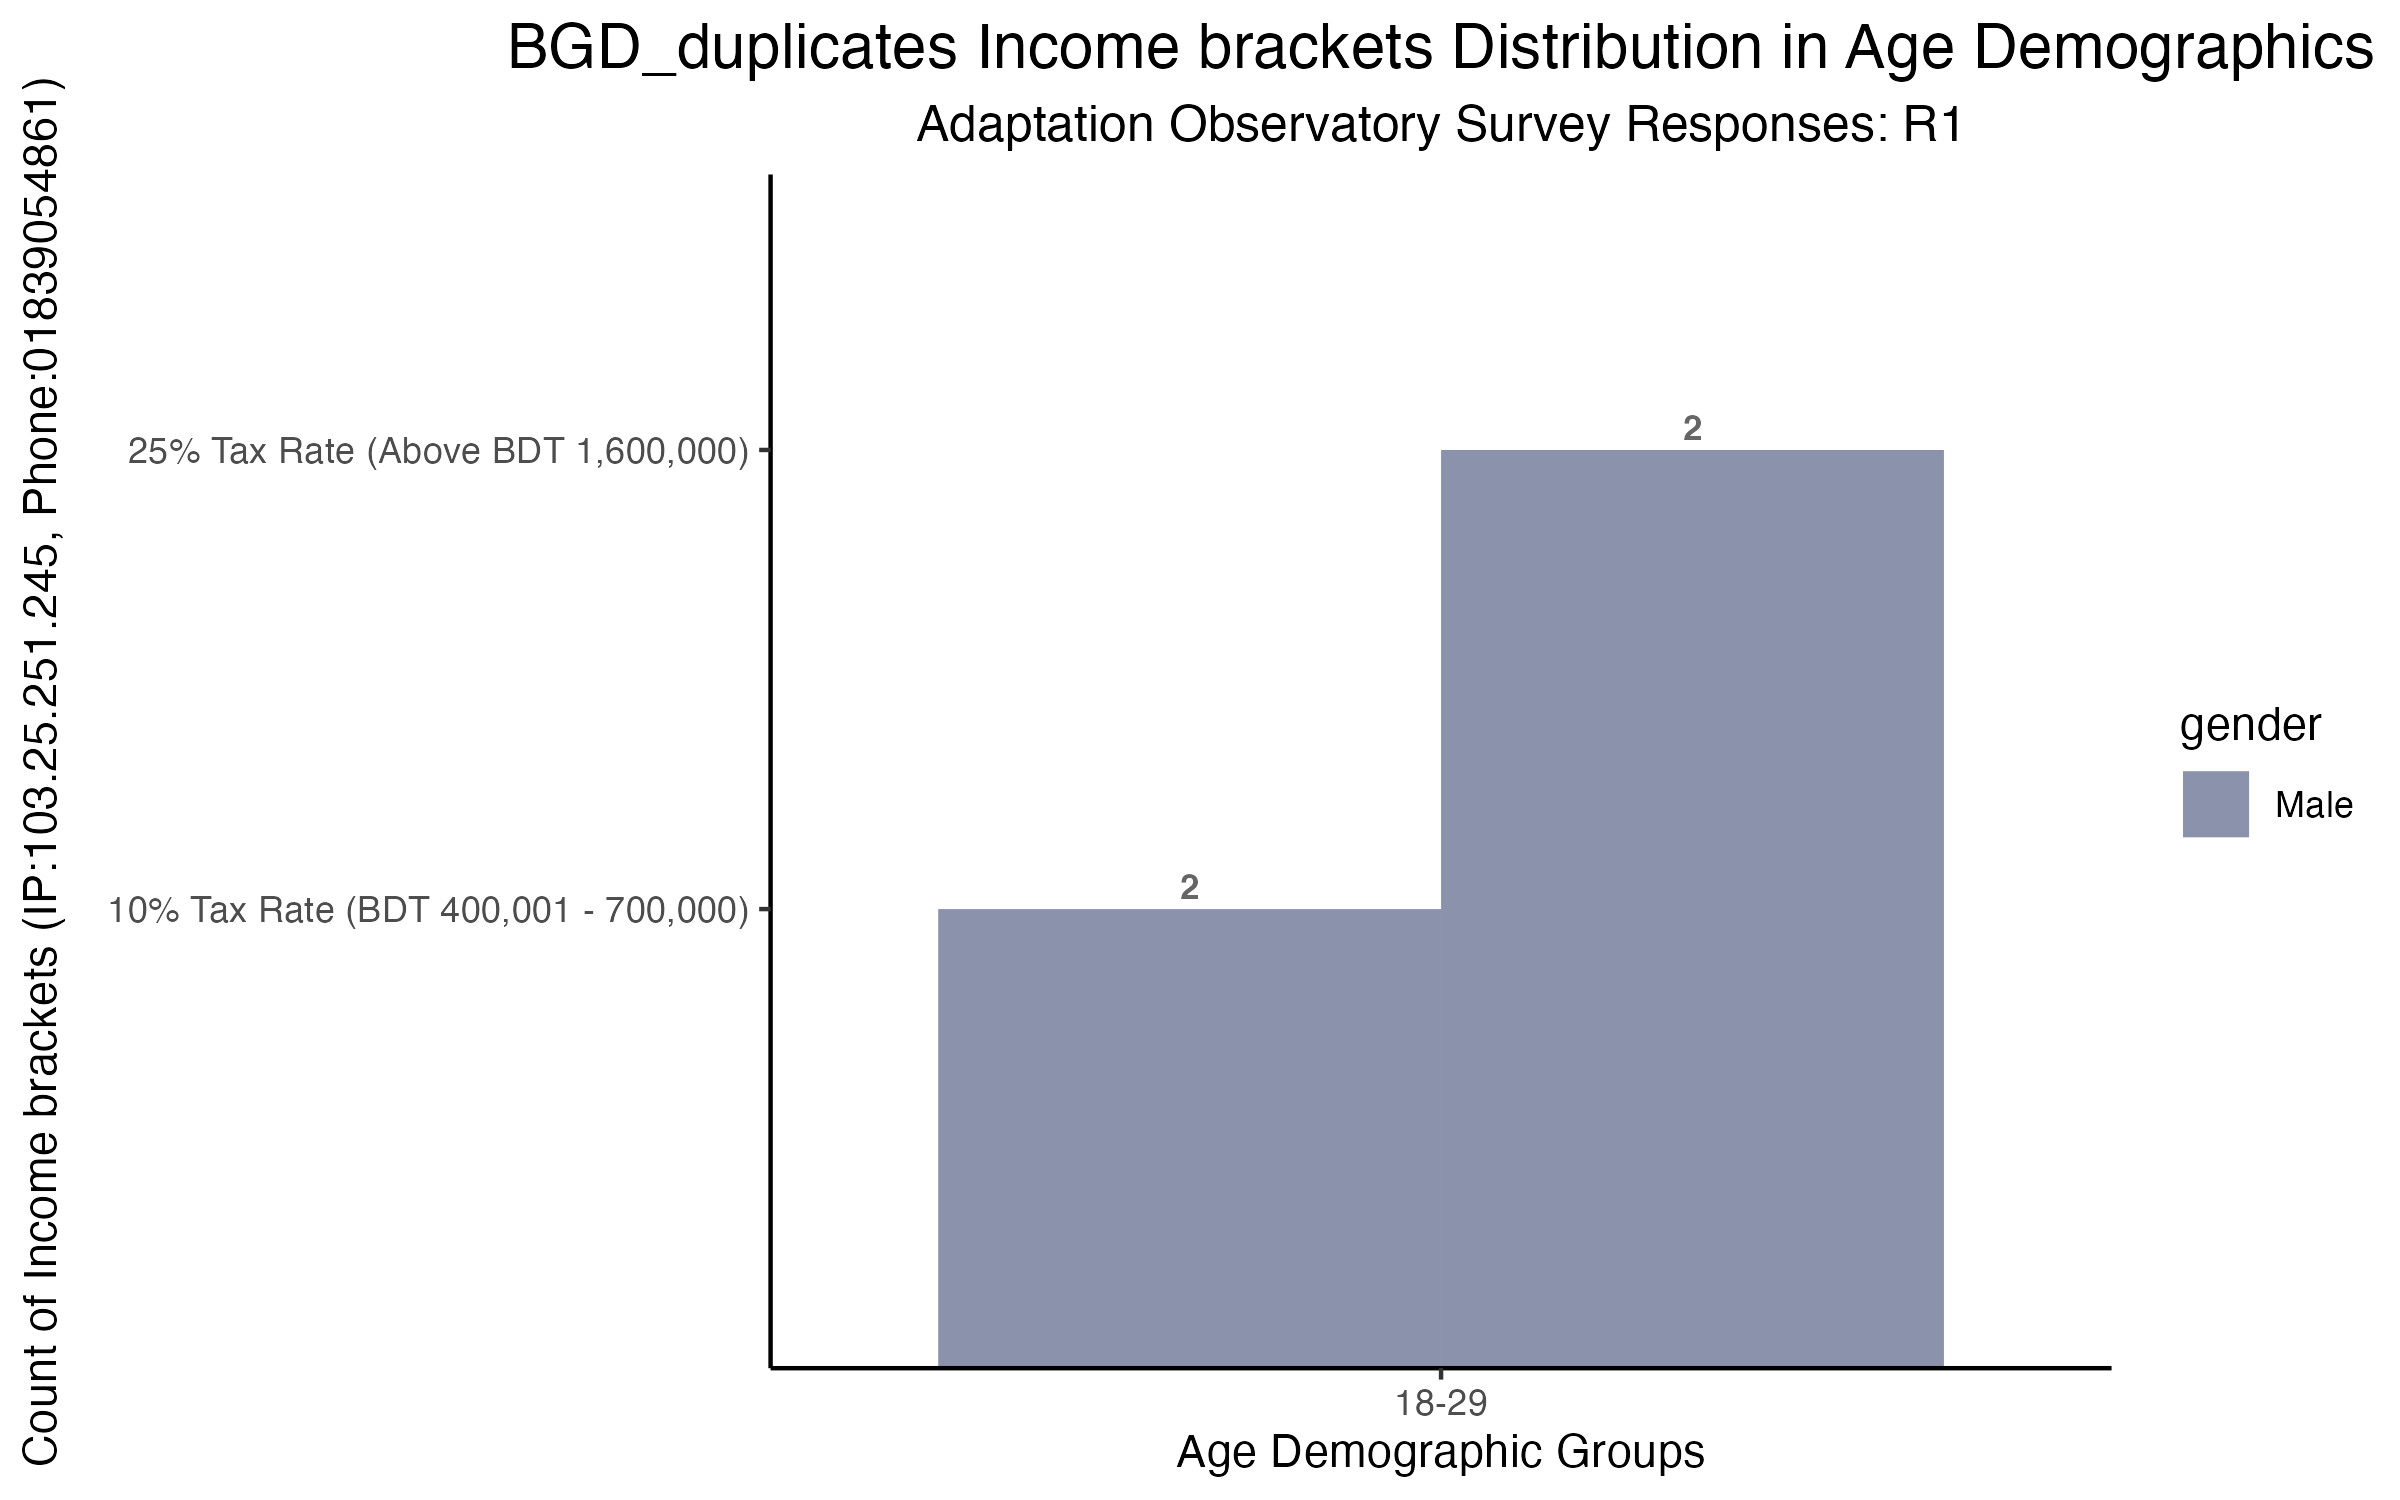 BGD_duplicates Income brackets Distribution in Age Demographics
Adaptation Observatory Survey Responses: R1
Count of Income brackets (IP:103.25.251.245, Phone:01839054861)
25% Tax Rate (Above BDT 1,600,000)
10% Tax Rate (BDT 400,001 - 700,000)
2
2
gender
Male
18-29
Age Demographic Groups